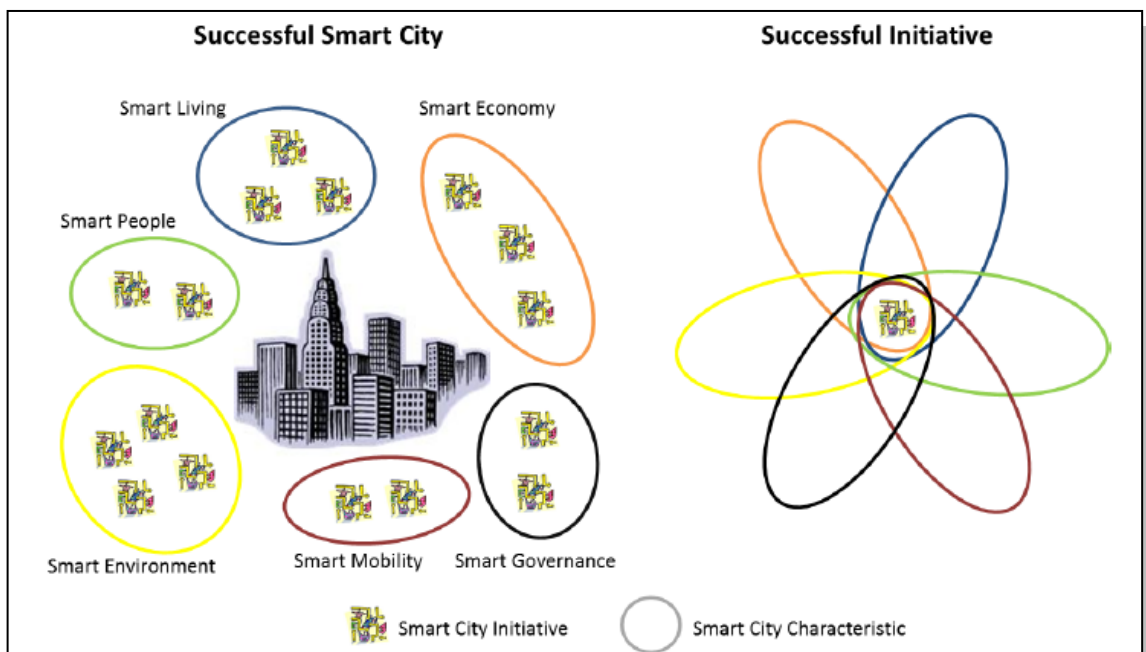 Successful Smart City
Successful Initiative
Smart Living
Smart Economy
Smart People
Smart Environment
Smart Mobility
Smart Governance
Smart City Initiative
Smart City Characteristic